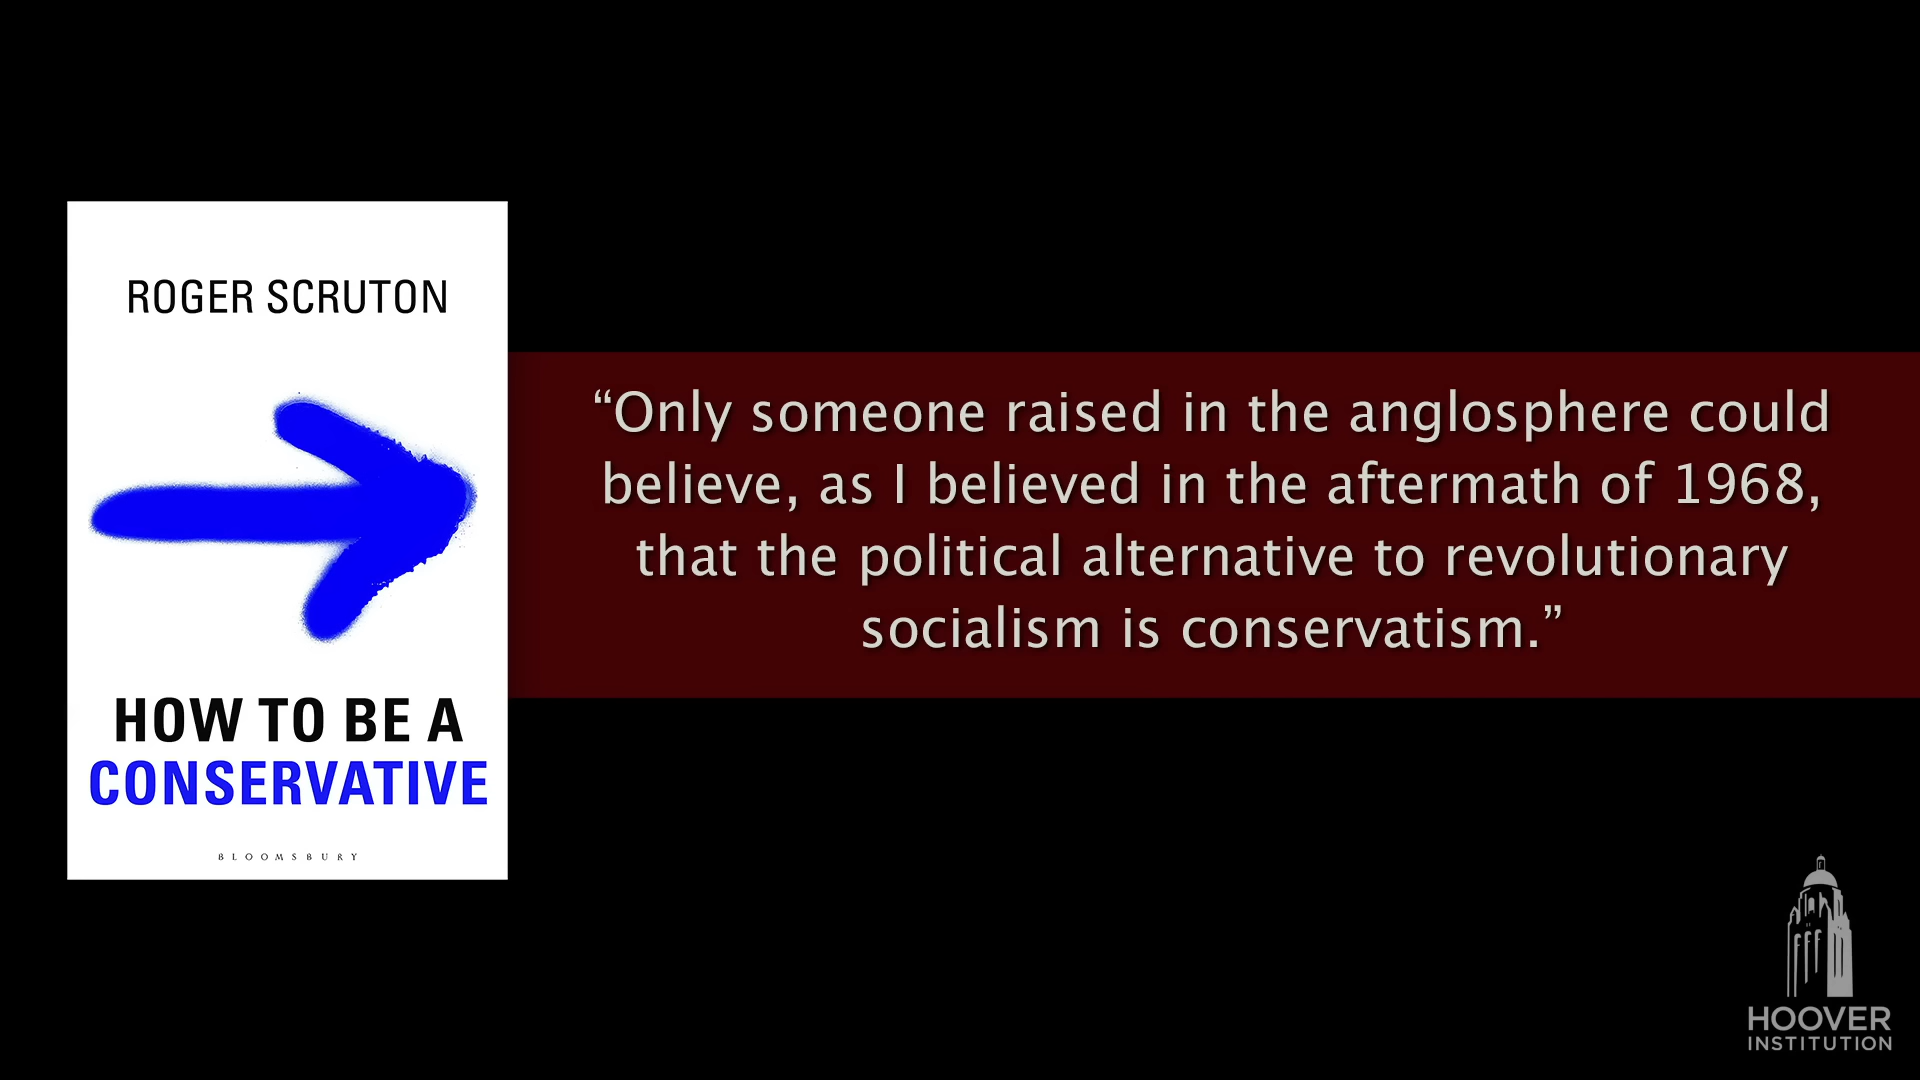 ROGER SCRUTON
HOW TO BE A
CONSERVATIVE
BLOOMSBURY
“Only someone raised in the anglosphere could
believe, as I believed in the aftermath of 1968,
that the political alternative to revolutionary
socialism is conservatism.”
HOOVER
INSTITUTION